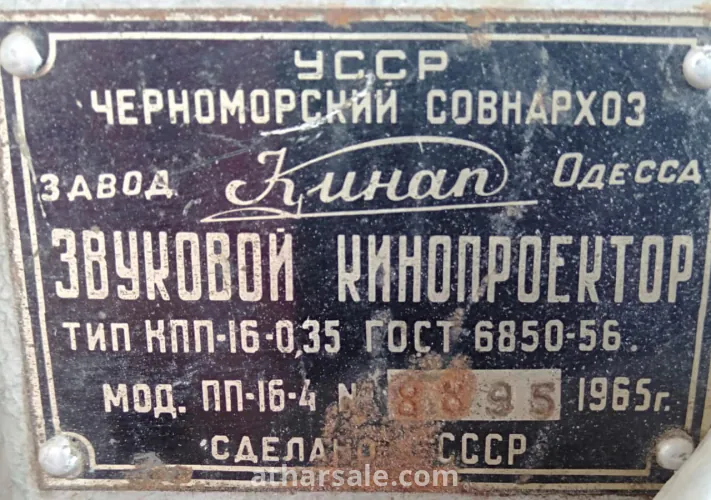 УССР
ЧЕРНОМОРСКИЙ СОВНАРХОЗ
ЗАВОД Кинап ОДЕССА
ЗВУКОВОЙ КИНОПРОЕКТОР
ТИП КПП-16-0,35 ГОСТ 6850-56.
МОД. ПП-16-4 № 8895 1965г.
СДЕЛАНО В СССР
atharsale.com